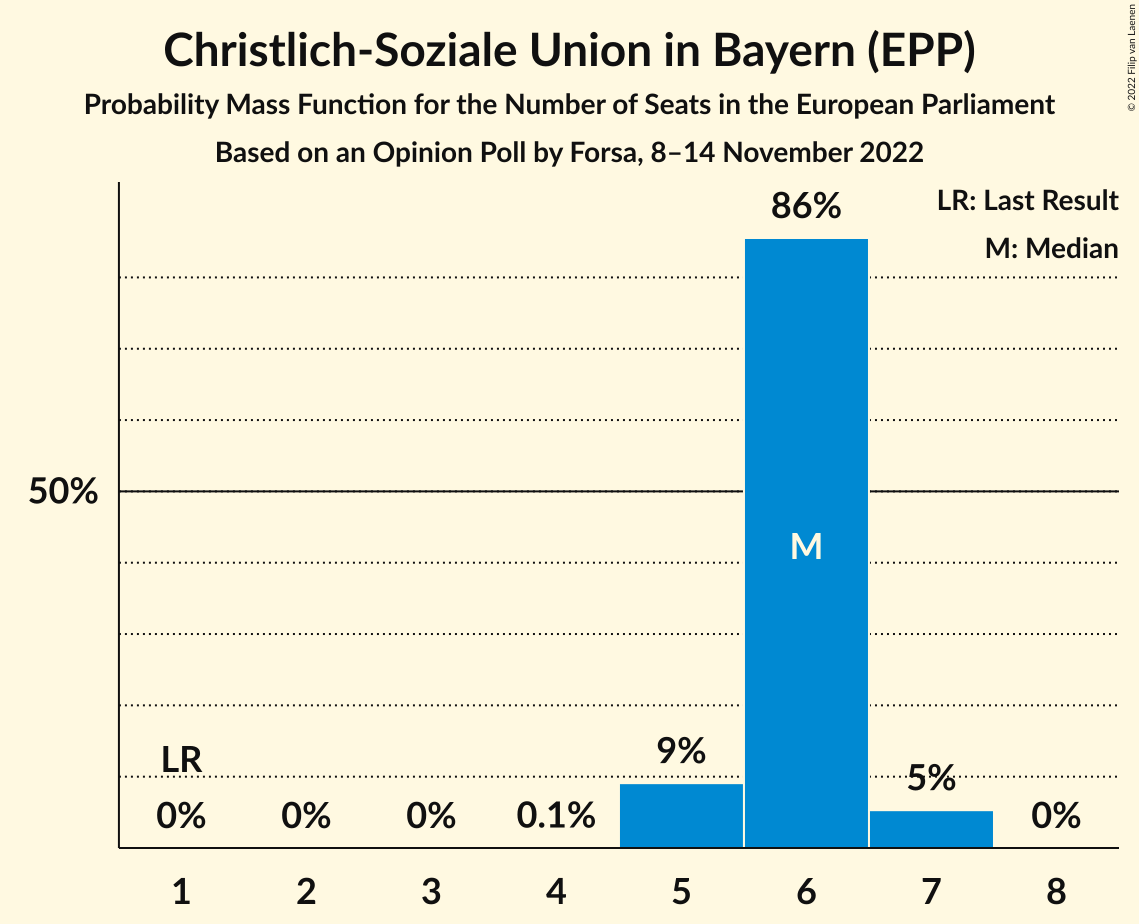 Christlich-Soziale Union in Bayern (EPP)
Probability Mass Function for the Number of Seats in the European Parliament
Based on an Opinion Poll by Forsa, 8–14 November 2022
© 2022 Filip van Laenen
LR: Last Result
M: Median
86%
50%
M
LR
9%
5%
0% 0% 0% 0.1% 0%
1 2 3 4 5 6 7 8